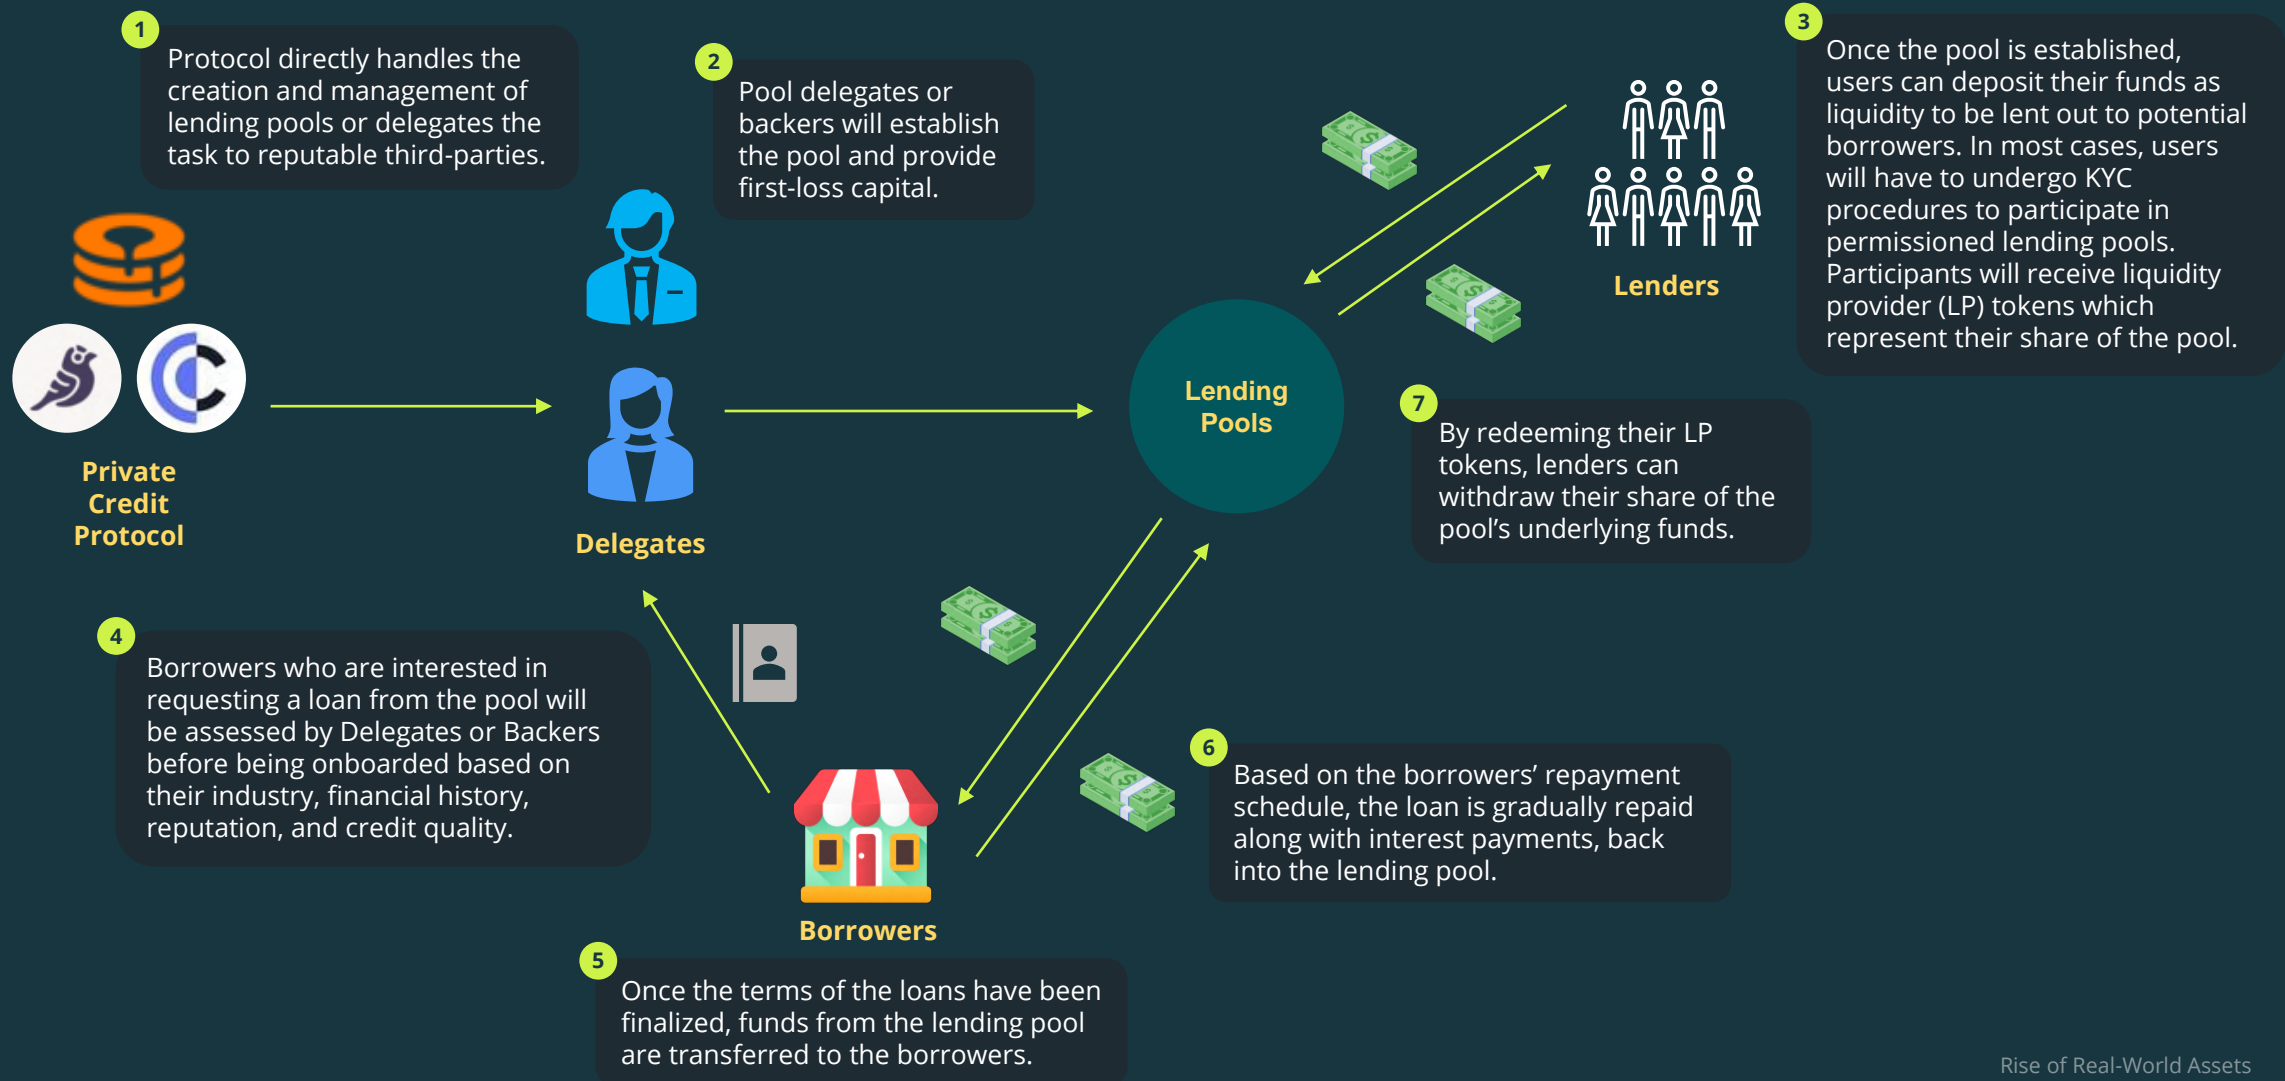 1
Protocol directly handles the
creation and management of
lending pools or delegates the
task to reputable third-parties.
2
Pool delegates or
backers will establish
the pool and provide
first-loss capital.
3
Once the pool is established,
users can deposit their funds as
liquidity to be lent out to potential
borrowers. In most cases, users
will have to undergo KYC
procedures to participate in
permissioned lending pools.
Participants will receive liquidity
provider (LP) tokens which
represent their share of the pool.
Lenders
Private
Credit
Protocol
Delegates
Lending
Pools
7
By redeeming their LP
tokens, lenders can
withdraw their share of the
pool’s underlying funds.
4
Borrowers who are interested in
requesting a loan from the pool will
be assessed by Delegates or Backers
before being onboarded based on
their industry, financial history,
reputation, and credit quality.
6
Based on the borrowers’ repayment
schedule, the loan is gradually repaid
along with interest payments, back
into the lending pool.
Borrowers
5
Once the terms of the loans have been
finalized, funds from the lending pool
are transferred to the borrowers.
Rise of Real-World Assets